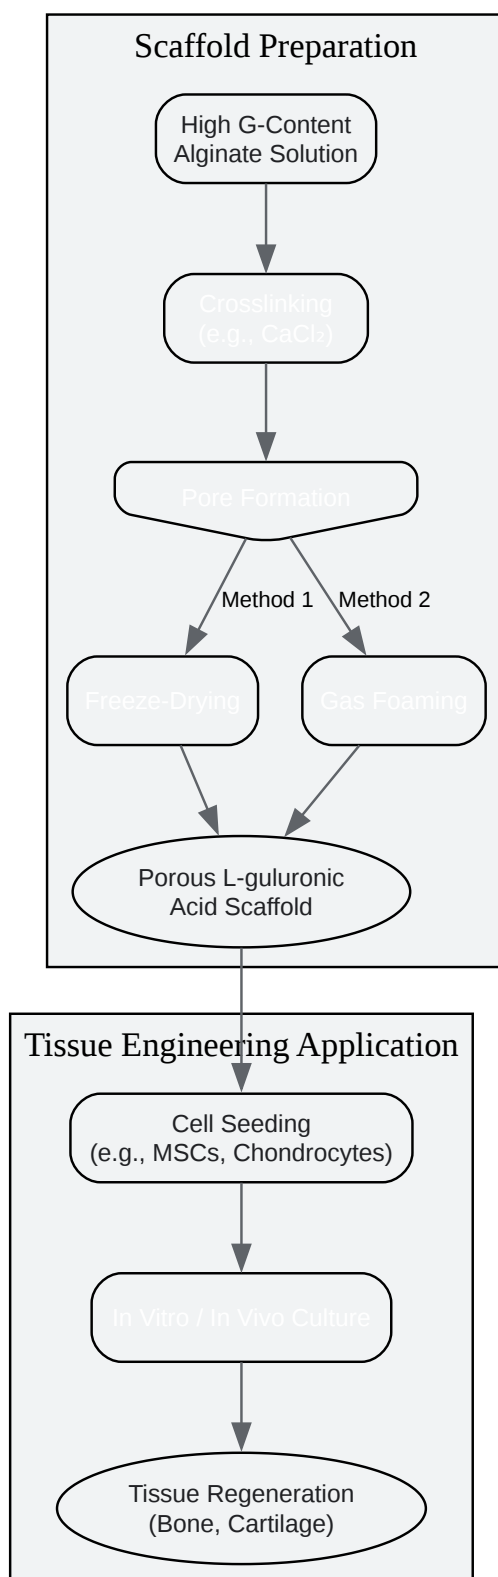 Scaffold Preparation
High G-Content
Alginate Solution
Crosslinking
(e.g., CaCl₂)
Pore Formation
Method 1
Method 2
Freeze-Drying
Gas Foaming
Porous L-guluronic
Acid Scaffold
Tissue Engineering Application
Cell Seeding
(e.g., MSCs, Chondrocytes)
In Vitro / In Vivo Culture
Tissue Regeneration
(Bone, Cartilage)